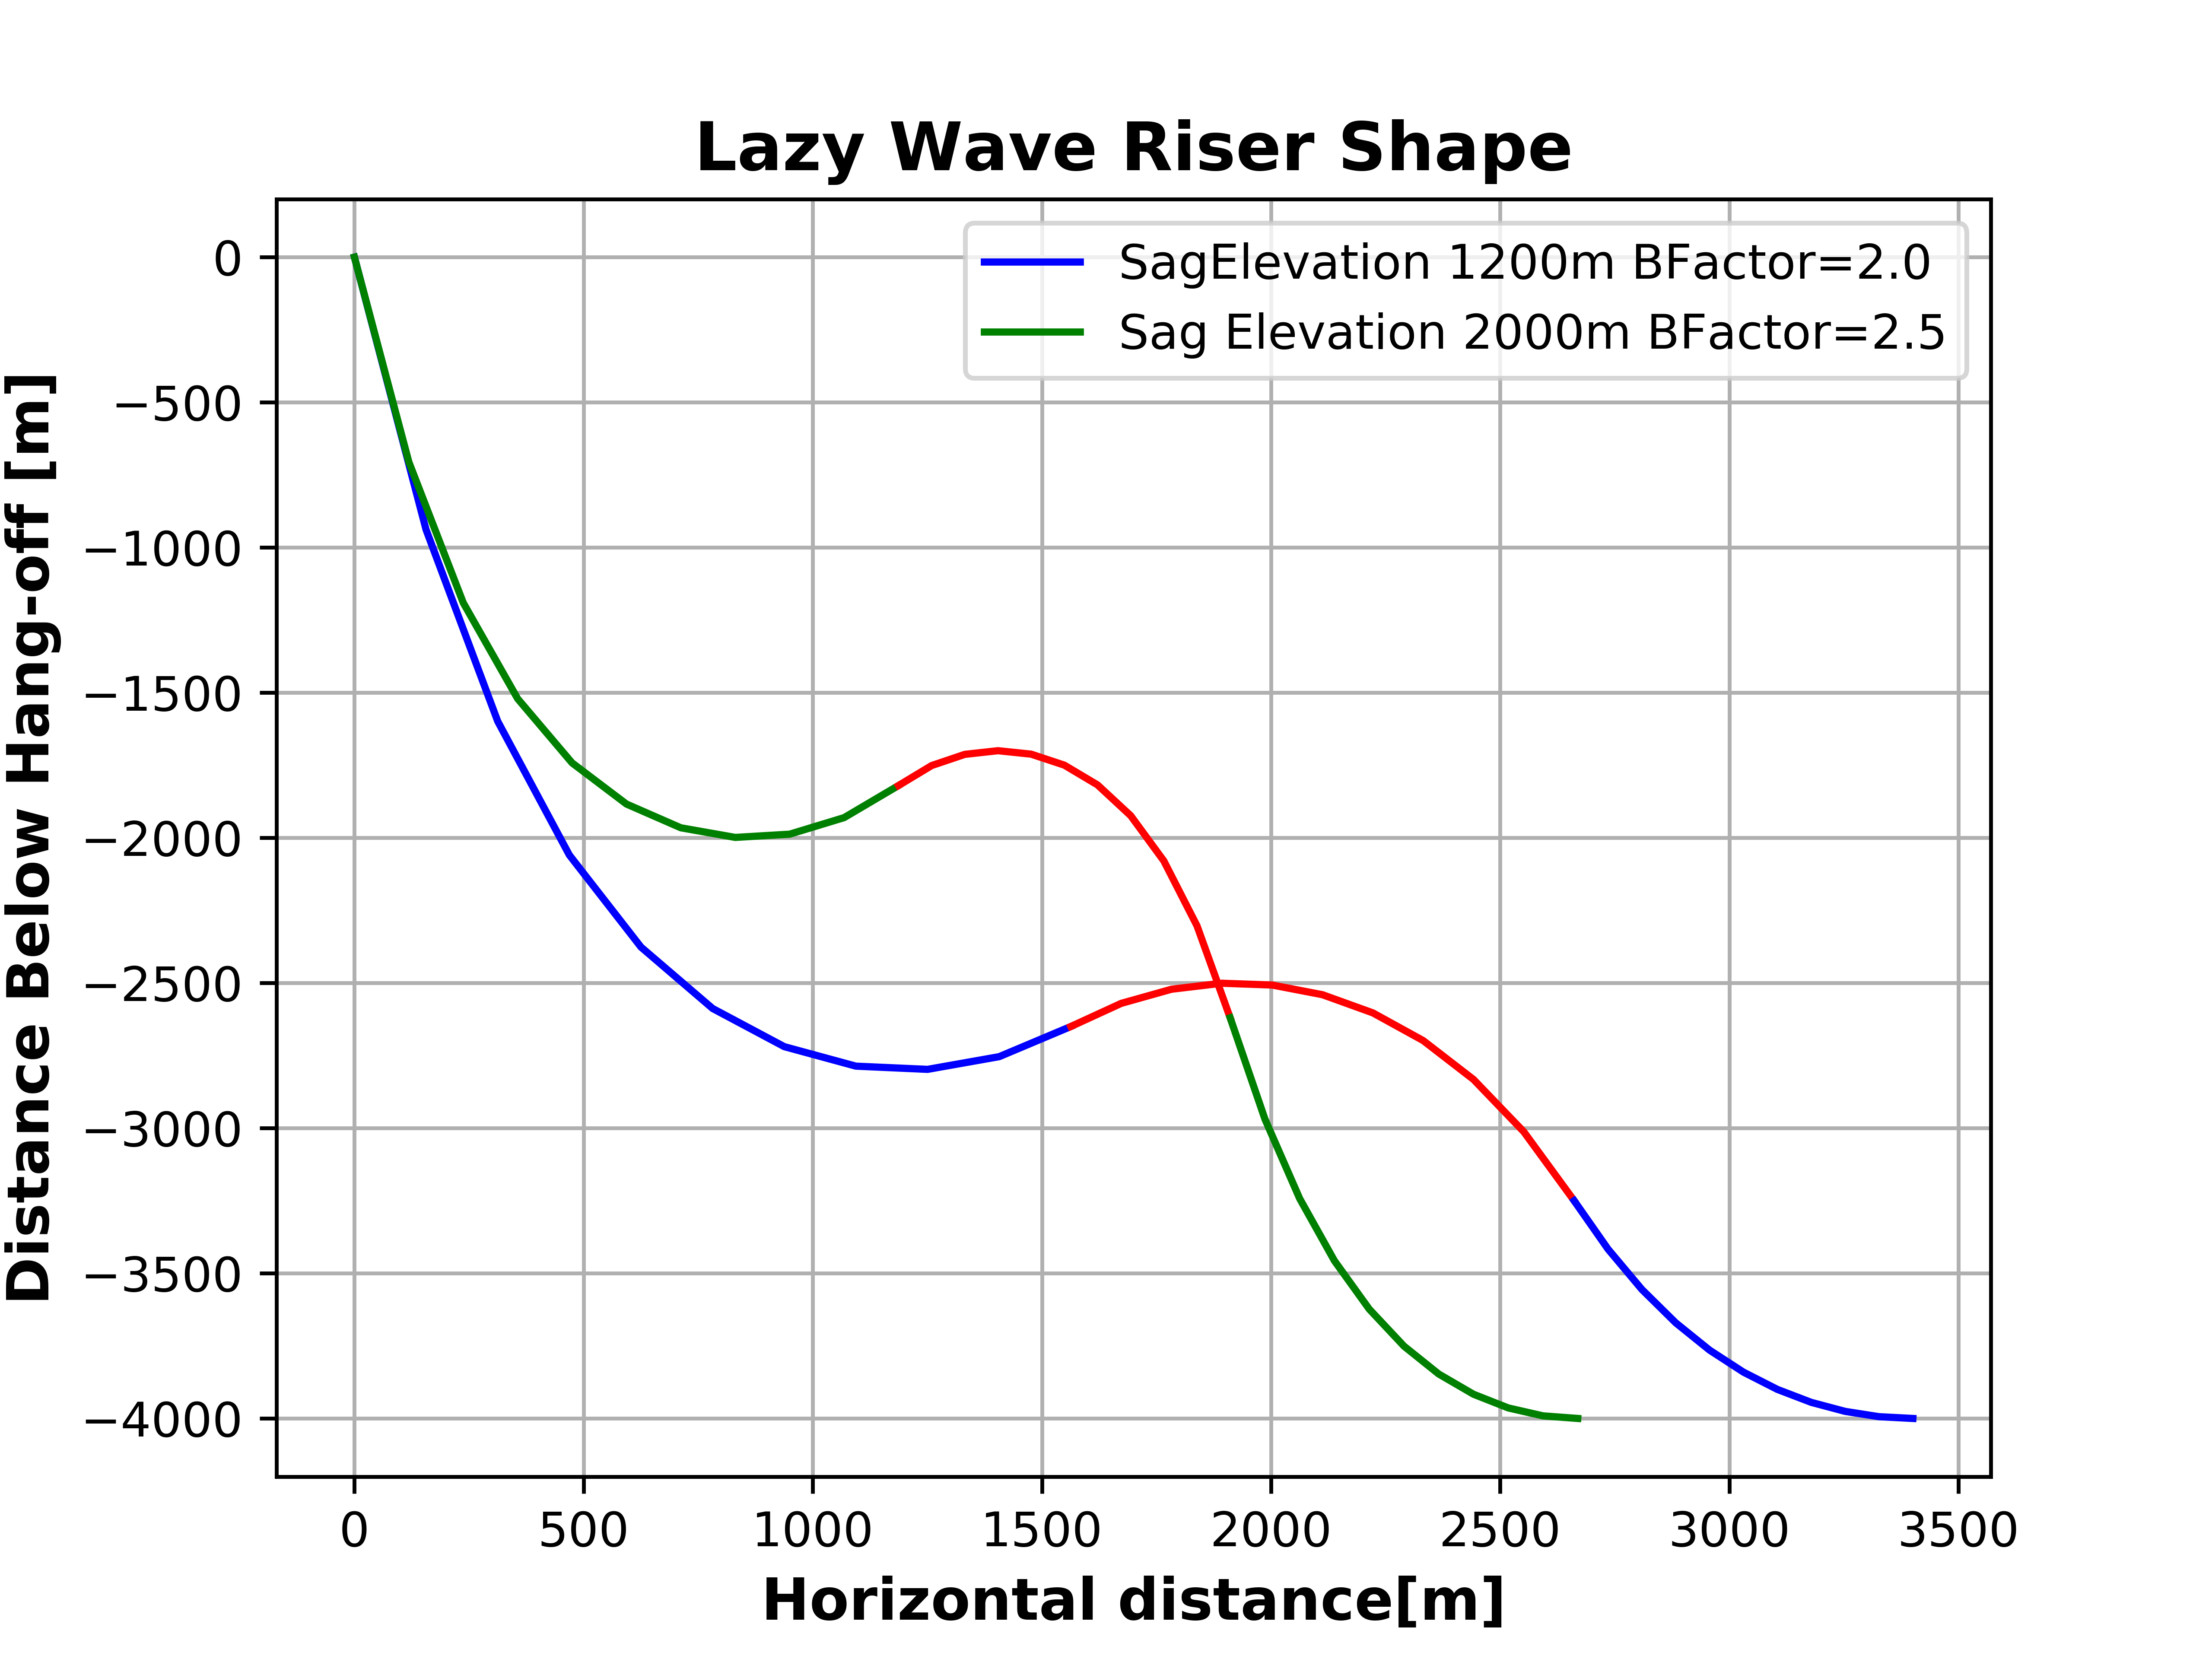 Lazy Wave Riser Shape
SagElevation 1200m BFactor=2.0
Sag Elevation 2000m BFactor=2.5
Distance Below Hang-off [m]
0
−500
−1000
−1500
−2000
−2500
−3000
−3500
−4000
0 500 1000 1500 2000 2500 3000 3500
Horizontal distance[m]